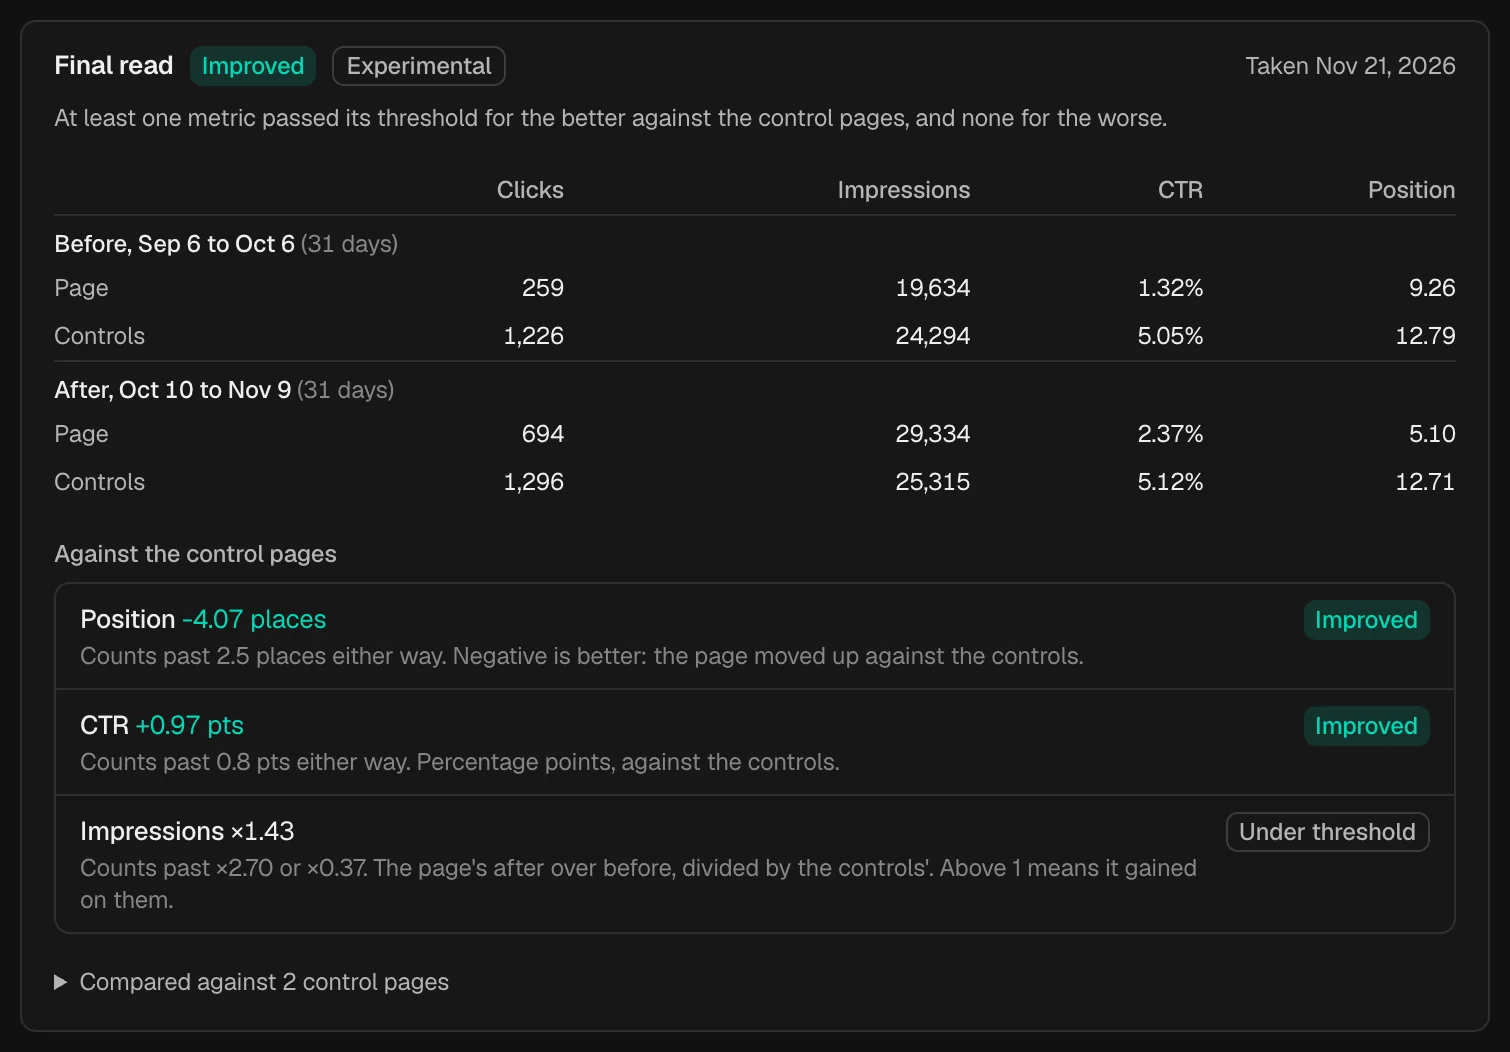 Final read Improved Experimental Taken Nov 21, 2026
At least one metric passed its threshold for the better against the control pages, and none for the worse.
Clicks Impressions CTR Position
Before, Sep 6 to Oct 6 (31 days)
Page 259 19,634 1.32% 9.26
Controls 1,226 24,294 5.05% 12.79
After, Oct 10 to Nov 9 (31 days)
Page 694 29,334 2.37% 5.10
Controls 1,296 25,315 5.12% 12.71
Against the control pages
Position -4.07 places Improved
Counts past 2.5 places either way. Negative is better: the page moved up against the controls.
CTR +0.97 pts Improved
Counts past 0.8 pts either way. Percentage points, against the controls.
Impressions ×1.43 Under threshold
Counts past ×2.70 or ×0.37. The page's after over before, divided by the controls'. Above 1 means it gained
on them.
▶ Compared against 2 control pages